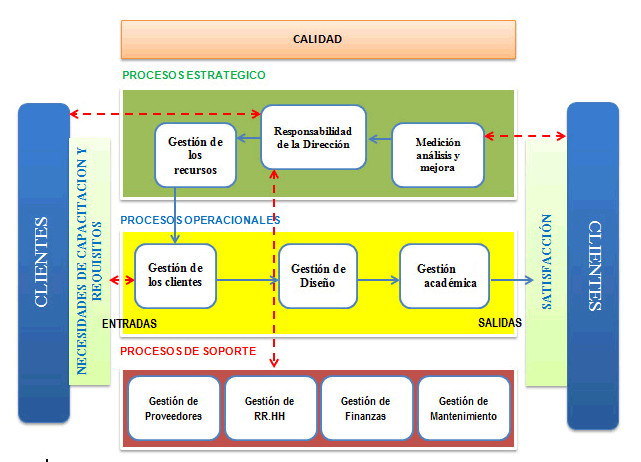 CALIDAD
PROCESOS ESTRATEGICO
CLIENTES
NECESIDADES DE CAPACITACION Y
REQUISITOS
Gestión de
los
recursos
Responsabilidad
de la Dirección
Medición
análisis y
mejora
PROCESOS OPERACIONALES
Gestión de
los clientes
Gestión de
Diseño
Gestión
académica
ENTRADAS
SALIDAS
SATISFACCIÓN
CLIENTES
PROCESOS DE SOPORTE
Gestión de
Proveedores
Gestión de
RR.HH
Gestión de
Finanzas
Gestión de
Mantenimiento